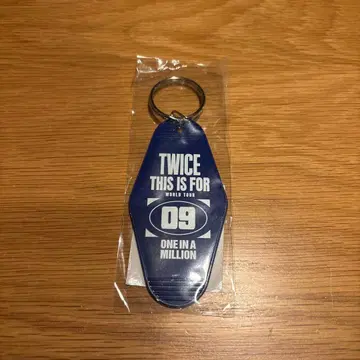 TWICE
THIS IS FOR
WORLD TOUR
09
ONE IN A
MILLION